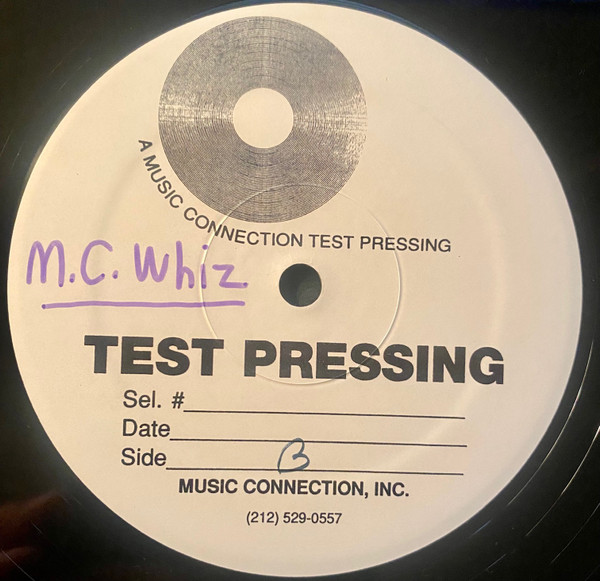 A MUSIC CONNECTION TEST PRESSING
M.C. Whiz
TEST PRESSING
Sel. #
Date
Side B
MUSIC CONNECTION, INC.
(212) 529-0557